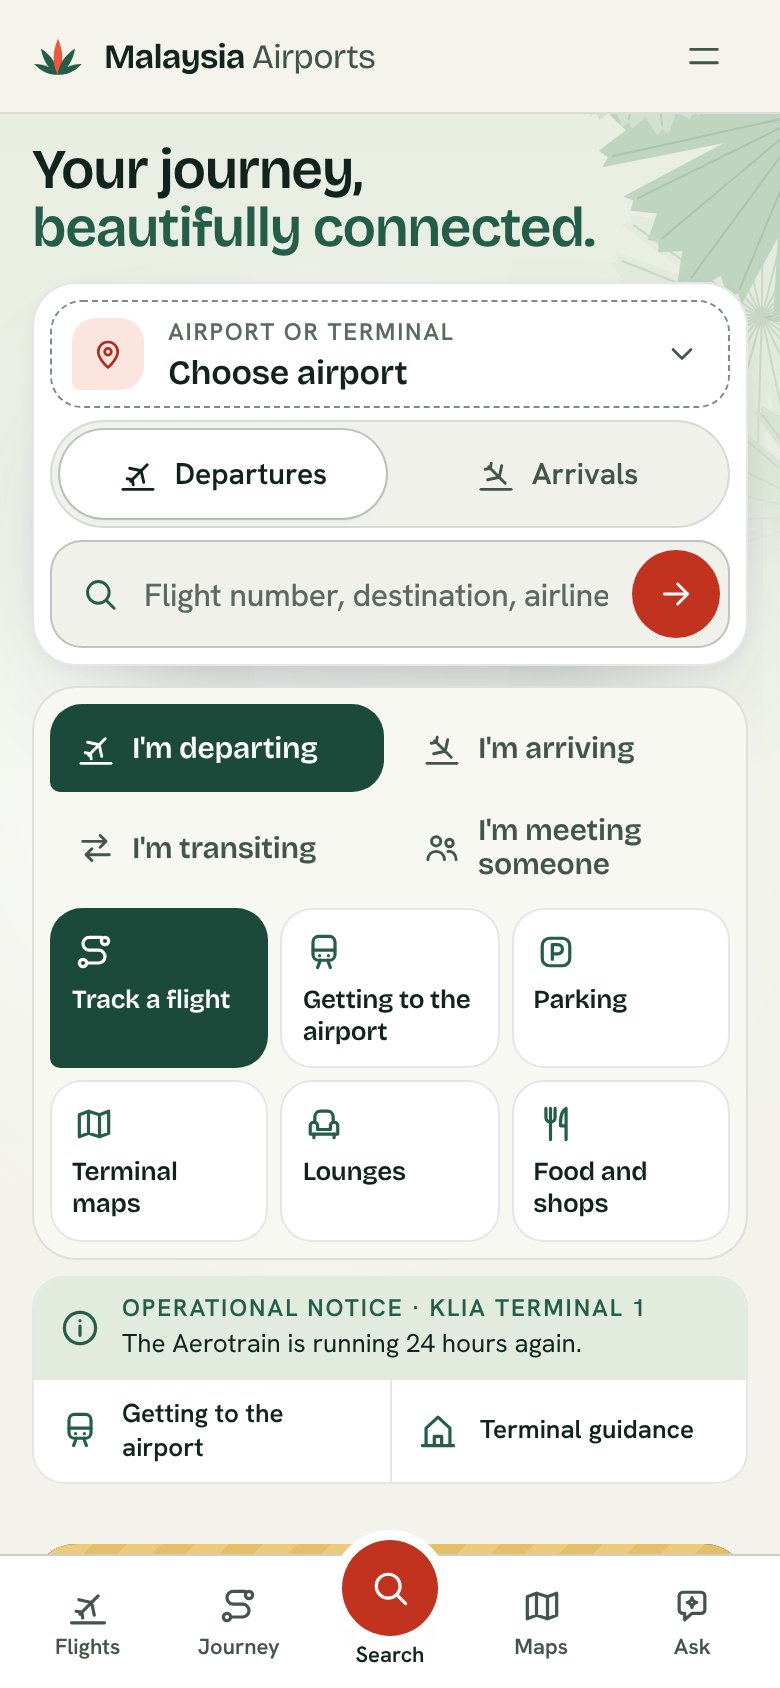 Malaysia Airports
Your journey,
beautifully connected.
AIRPORT OR TERMINAL
Choose airport
Departures
Arrivals
Flight number, destination, airline
I'm departing
I'm arriving
I'm transiting
I'm meeting
someone
Track a flight
Getting to the
airport
Parking
Terminal
maps
Lounges
Food and
shops
OPERATIONAL NOTICE · KLIA TERMINAL 1
The Aerotrain is running 24 hours again.
Getting to the
airport
Terminal guidance
Flights
Journey
Search
Maps
Ask